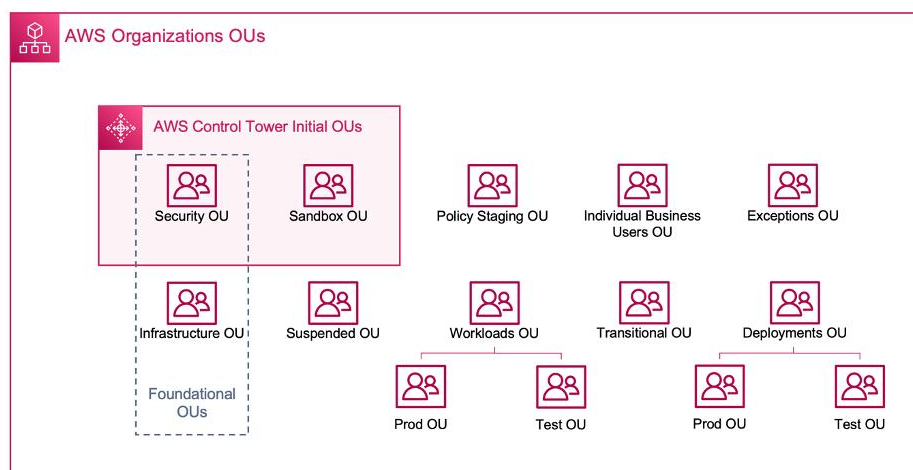 AWS Organizations OUs
AWS Control Tower Initial OUs
Security OU
Sandbox OU
Policy Staging OU
Individual Business
Users OU
Exceptions OU
Infrastructure OU
Suspended OU
Workloads OU
Transitional OU
Deployments OU
Foundational
OUs
Prod OU
Test OU
Prod OU
Test OU